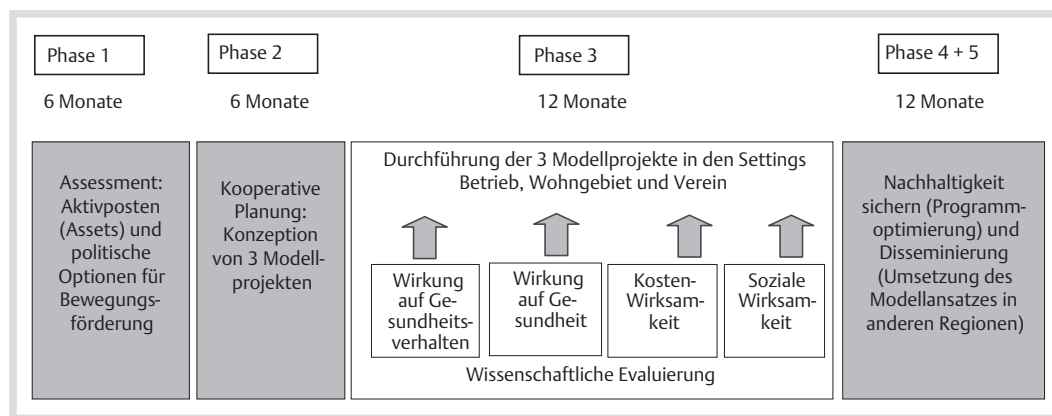 Phase 1
6 Monate
Assessment:
Aktivposten
(Assets) und
politische
Optionen für
Bewegungs-
förderung
Phase 2
6 Monate
Kooperative
Planung:
Konzeption
von 3 Modell-
projekten
Phase 3
12 Monate
Durchführung der 3 Modellprojekte in den Settings
Betrieb, Wohngebiet und Verein
Wirkung
auf Ge-
sundheits-
verhalten
Wirkung
auf Ge-
sundheit
Kosten-
Wirksam-
keit
Soziale
Wirksam-
keit
Wissenschaftliche Evaluierung
Phase 4 + 5
12 Monate
Nachhaltigkeit
sichern (Programm-
optimierung) und
Disseminierung
(Umsetzung des
Modellansatzes in
anderen Regionen)